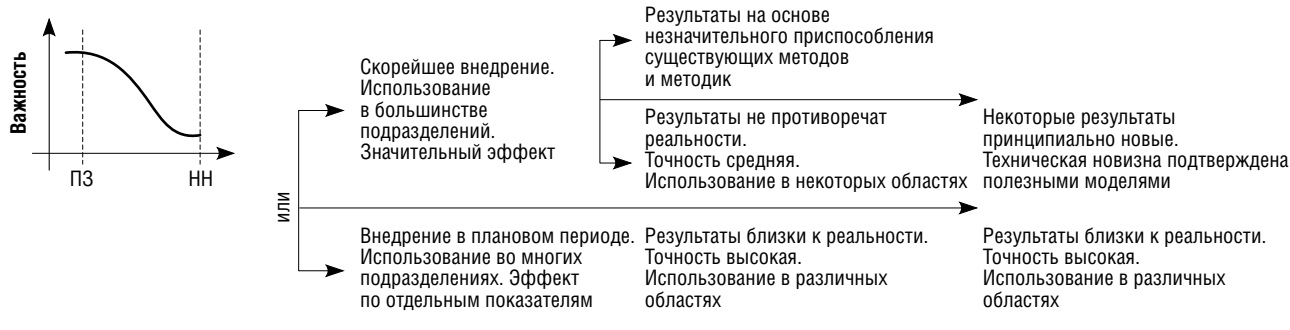 Важность
ПЗ
НН
или
Скорейшее внедрение.
Использование
в большинстве
подразделений.
Значительный эффект
Результаты на основе
незначительного приспособления
существующих методов
и методик
Результаты не противоречат
реальности.
Точность средняя.
Использование в некоторых областях
Некоторые результаты
принципиально новые.
Техническая новизна подтверждена
полезными моделями
Внедрение в плановом периоде.
Использование во многих
подразделениях. Эффект
по отдельным показателям
Результаты близки к реальности.
Точность высокая.
Использование в различных
областях
Результаты близки к реальности.
Точность высокая.
Использование в различных
областях